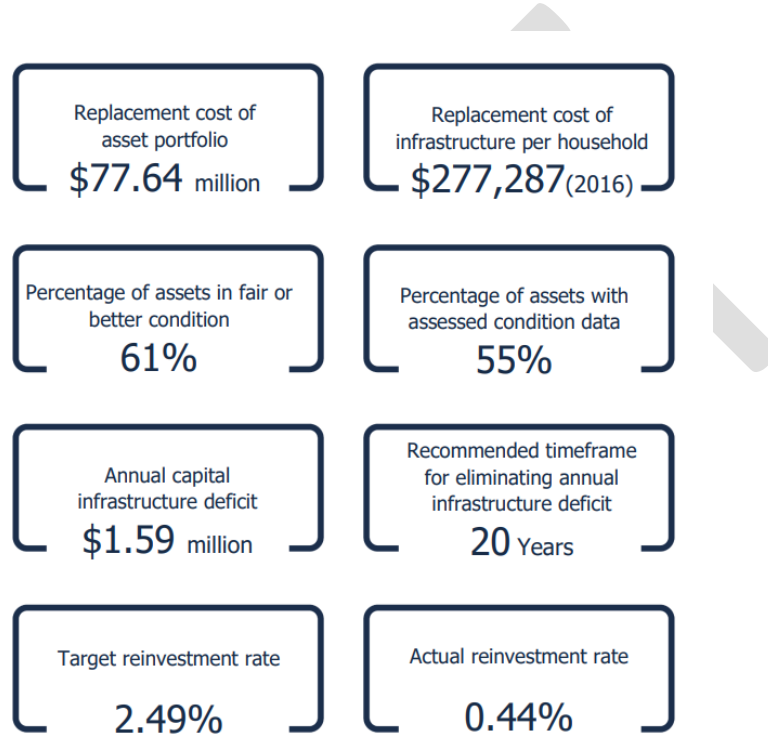 Replacement cost of
asset portfolio
$77.64 million
Replacement cost of
infrastructure per household
$277,287(2016)
Percentage of assets in fair or
better condition
61%
Percentage of assets with
assessed condition data
55%
Annual capital
infrastructure deficit
$1.59 million
Recommended timeframe
for eliminating annual
infrastructure deficit
20 Years
Target reinvestment rate
2.49%
Actual reinvestment rate
0.44%